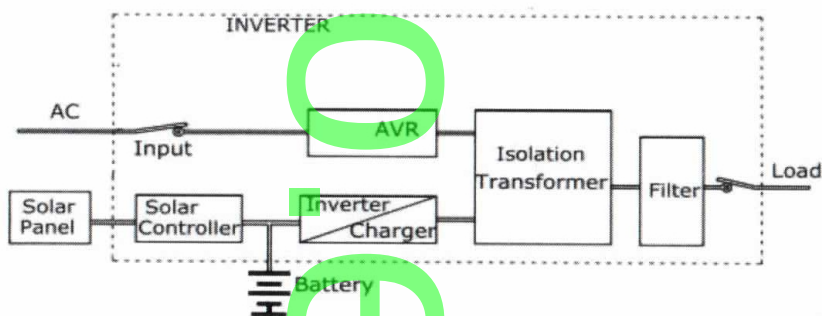 INVERTER
AC
Input
AVR
Isolation
Transformer
Filter
Load
Solar
Panel
Solar
Controller
Inverter
Charger
Battery